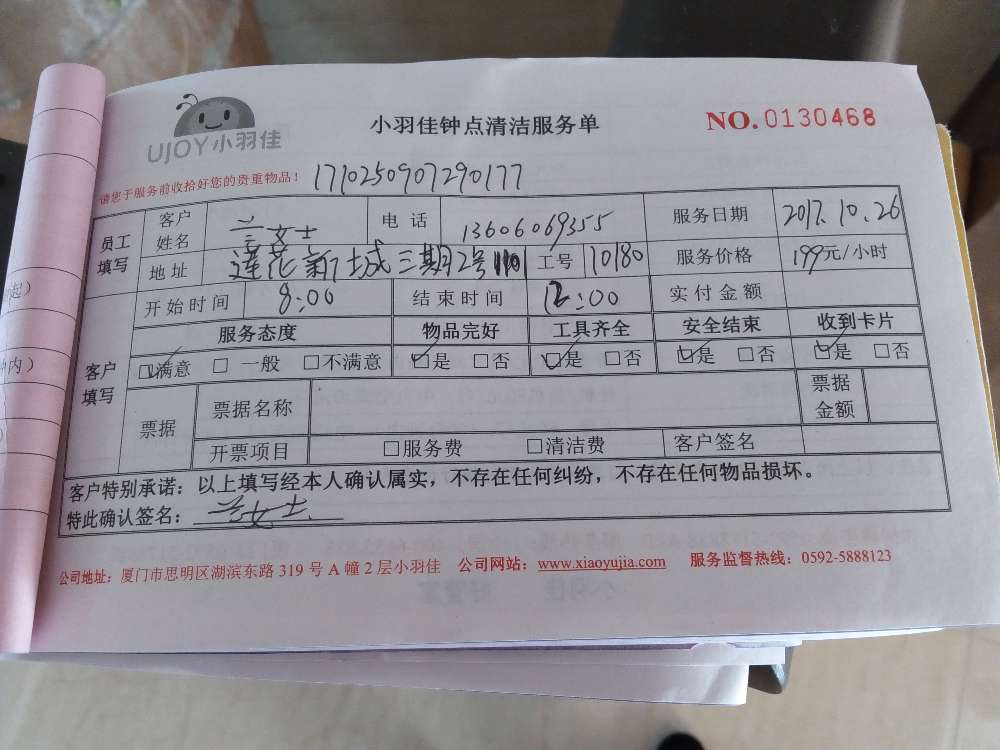 UJOY小羽佳
小羽佳钟点清洁服务单
NO.0130468
请您于服务前收拾好您的贵重物品! 1710250907290177
员工填写 客户姓名 兰女士 电话 13606069355 服务日期 2017.10.26
地址 莲花新城三期2号 工号 10180 服务价格 199元/小时
客户填写 开始时间 8:00 结束时间 12:00 实付金额
服务态度 物品完好 工具齐全 安全结束 收到卡片
☑满意 □一般 □不满意 ☑是 □否 ☑是 □否 ☑是 □否 ☑是 □否
票据 票据名称 票据金额
开票项目 □服务费 □清洁费 客户签名
客户特别承诺:以上填写经本人确认属实,不存在任何纠纷,不存在任何物品损坏。
特此确认签名: 兰女士
公司地址:厦门市思明区湖滨东路 319 号 A 幢 2 层小羽佳 公司网站:www.xiaoyujia.com 服务监督热线:0592-5888123